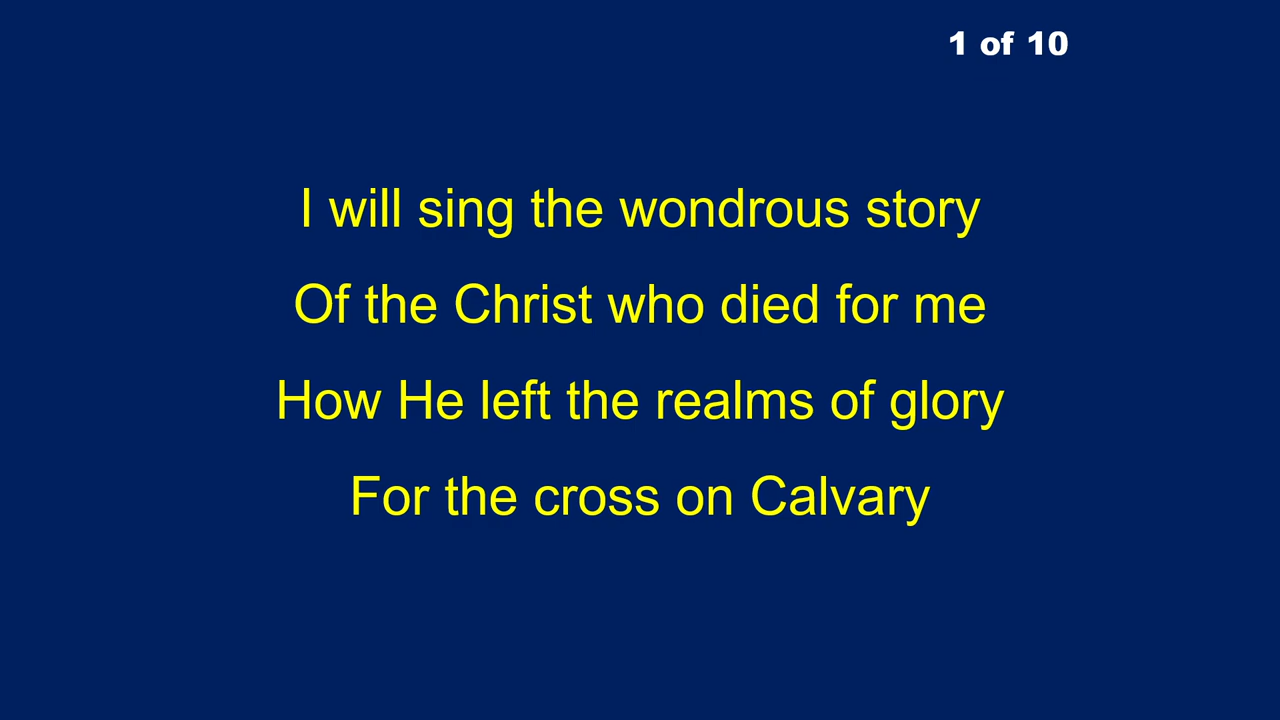 1 of 10
I will sing the wondrous story
Of the Christ who died for me
How He left the realms of glory
For the cross on Calvary